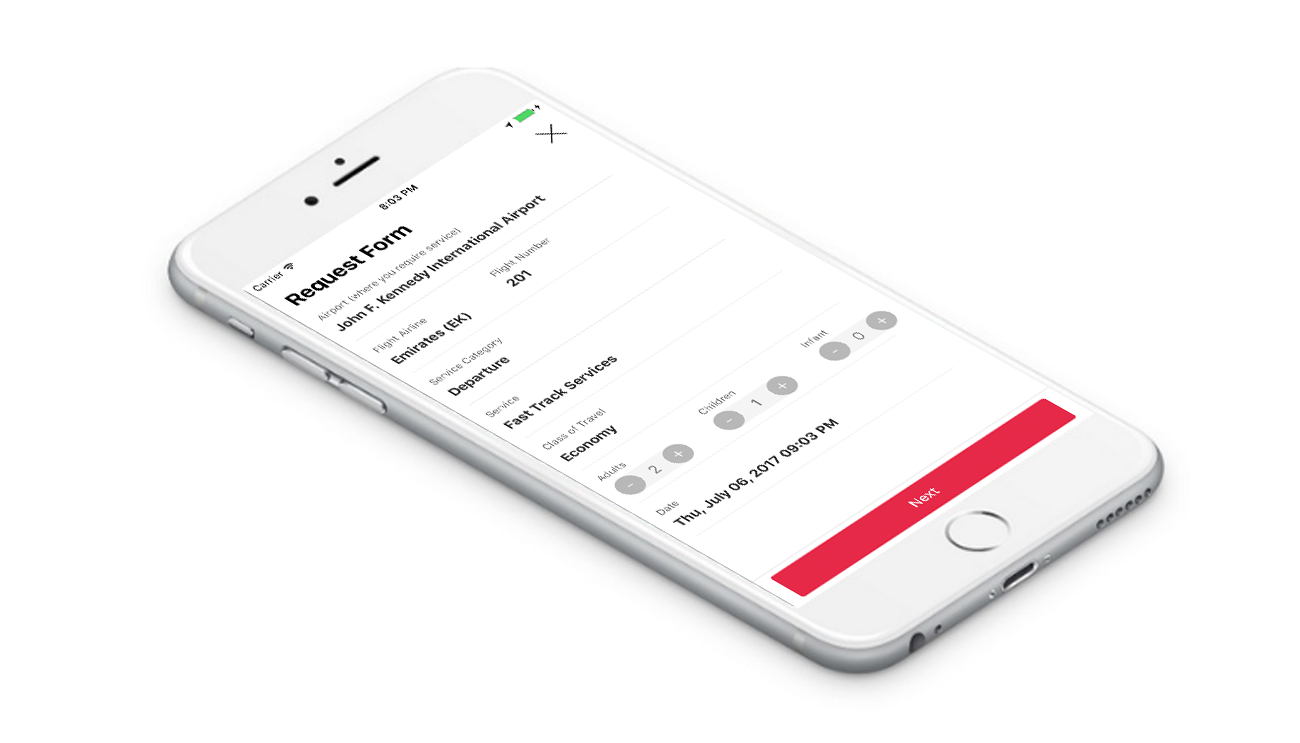 Carrier 8:03 PM
Request Form
Airport (where you require service)
John F. Kennedy International Airport
Flight Airline Flight Number
Emirates (EK) 201
Service Category
Departure
Service
Fast Track Services
Class of Travel
Economy
Adults Children Infant
- 2 + - 1 + - 0 +
Date
Thu, July 06, 2017 09:03 PM
Next